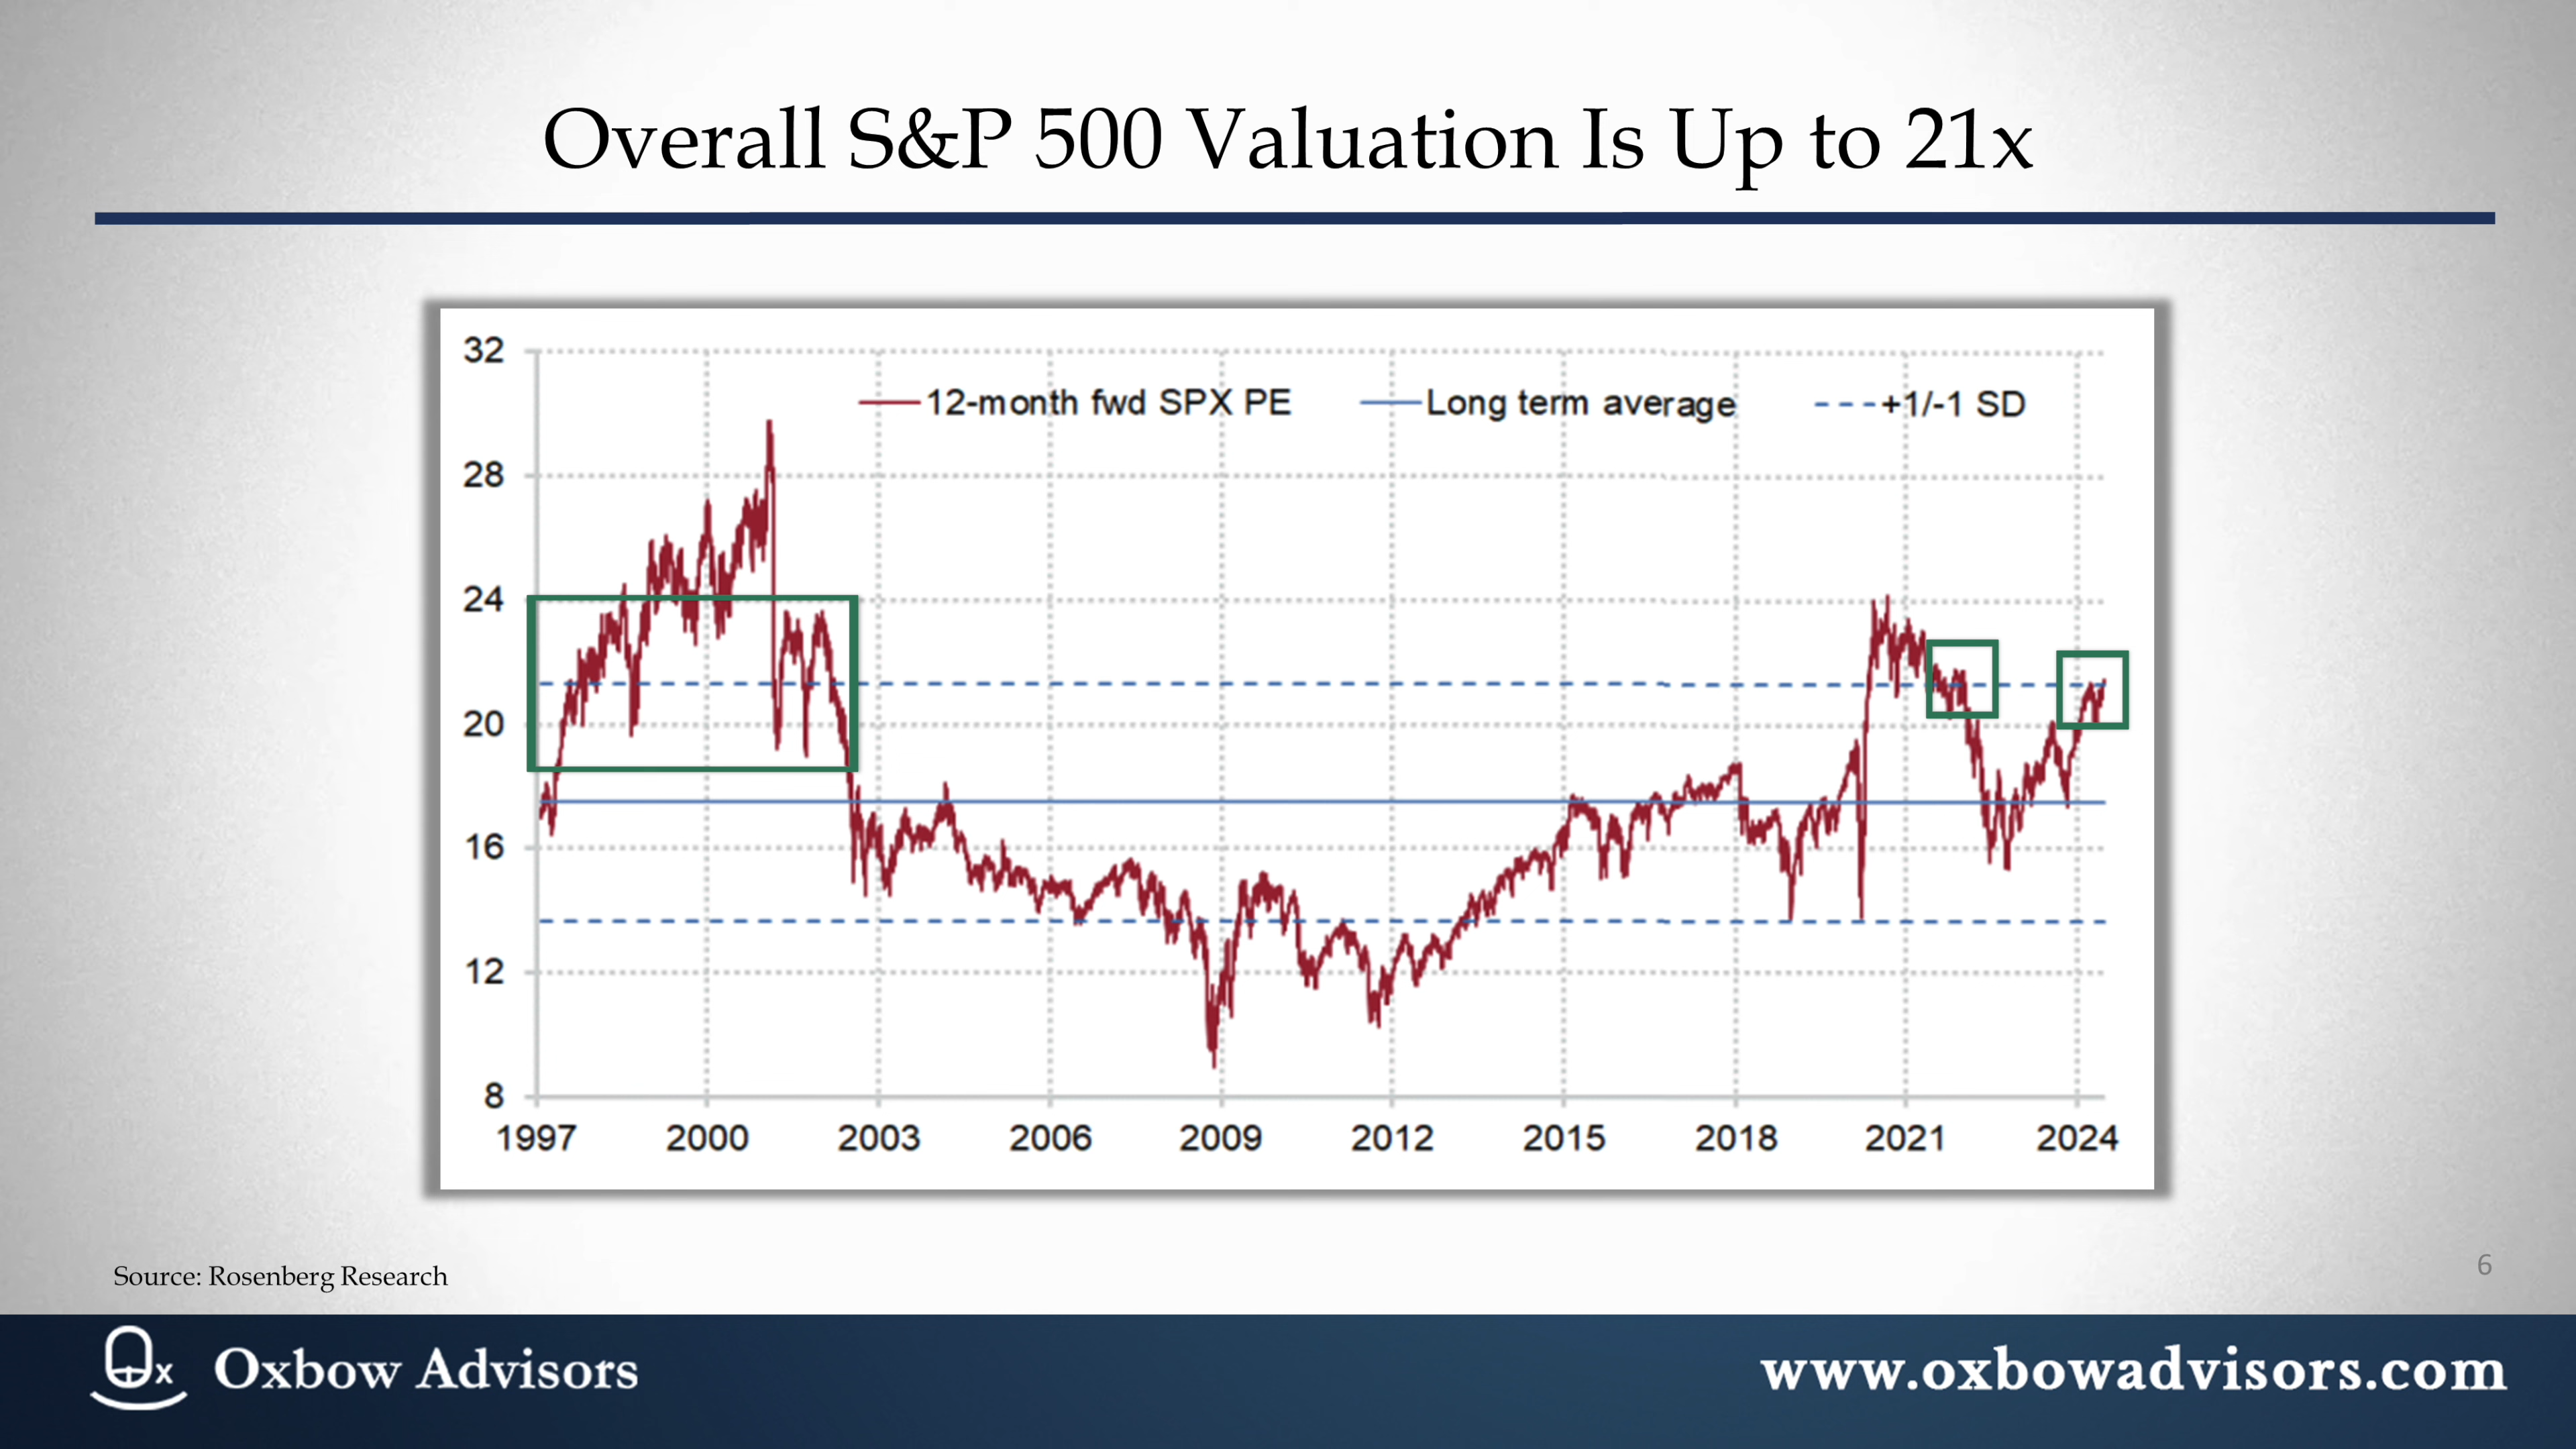 Overall S&P 500 Valuation Is Up to 21x
12-month fwd SPX PE Long term average +1/-1 SD
32
28
24
20
16
12
8
1997 2000 2003 2006 2009 2012 2015 2018 2021 2024
Source: Rosenberg Research
6
Ox
Oxbow Advisors
www.oxbowadvisors.com